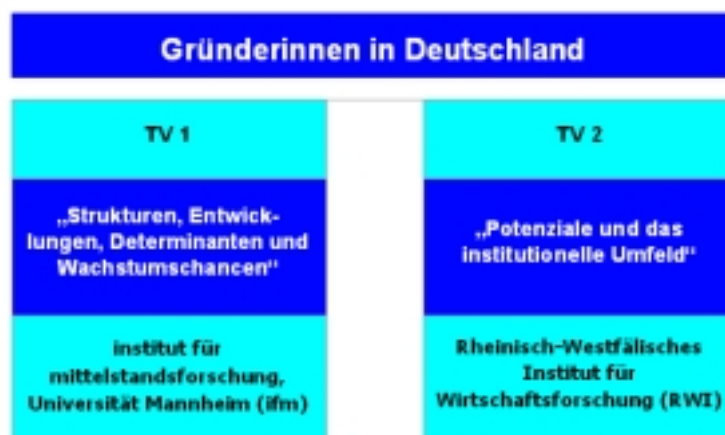 Gründerinnen in Deutschland
TV 1
„Strukturen, Entwick-
lungen, Determinanten und
Wachstumschancen“
institut für
mittelstandsforschung,
Universität Mannheim (ifm)
TV 2
„Potenziale und das
institutionelle Umfeld“
Rheinisch-Westfälisches
Institut für
Wirtschaftsforschung (RWI)